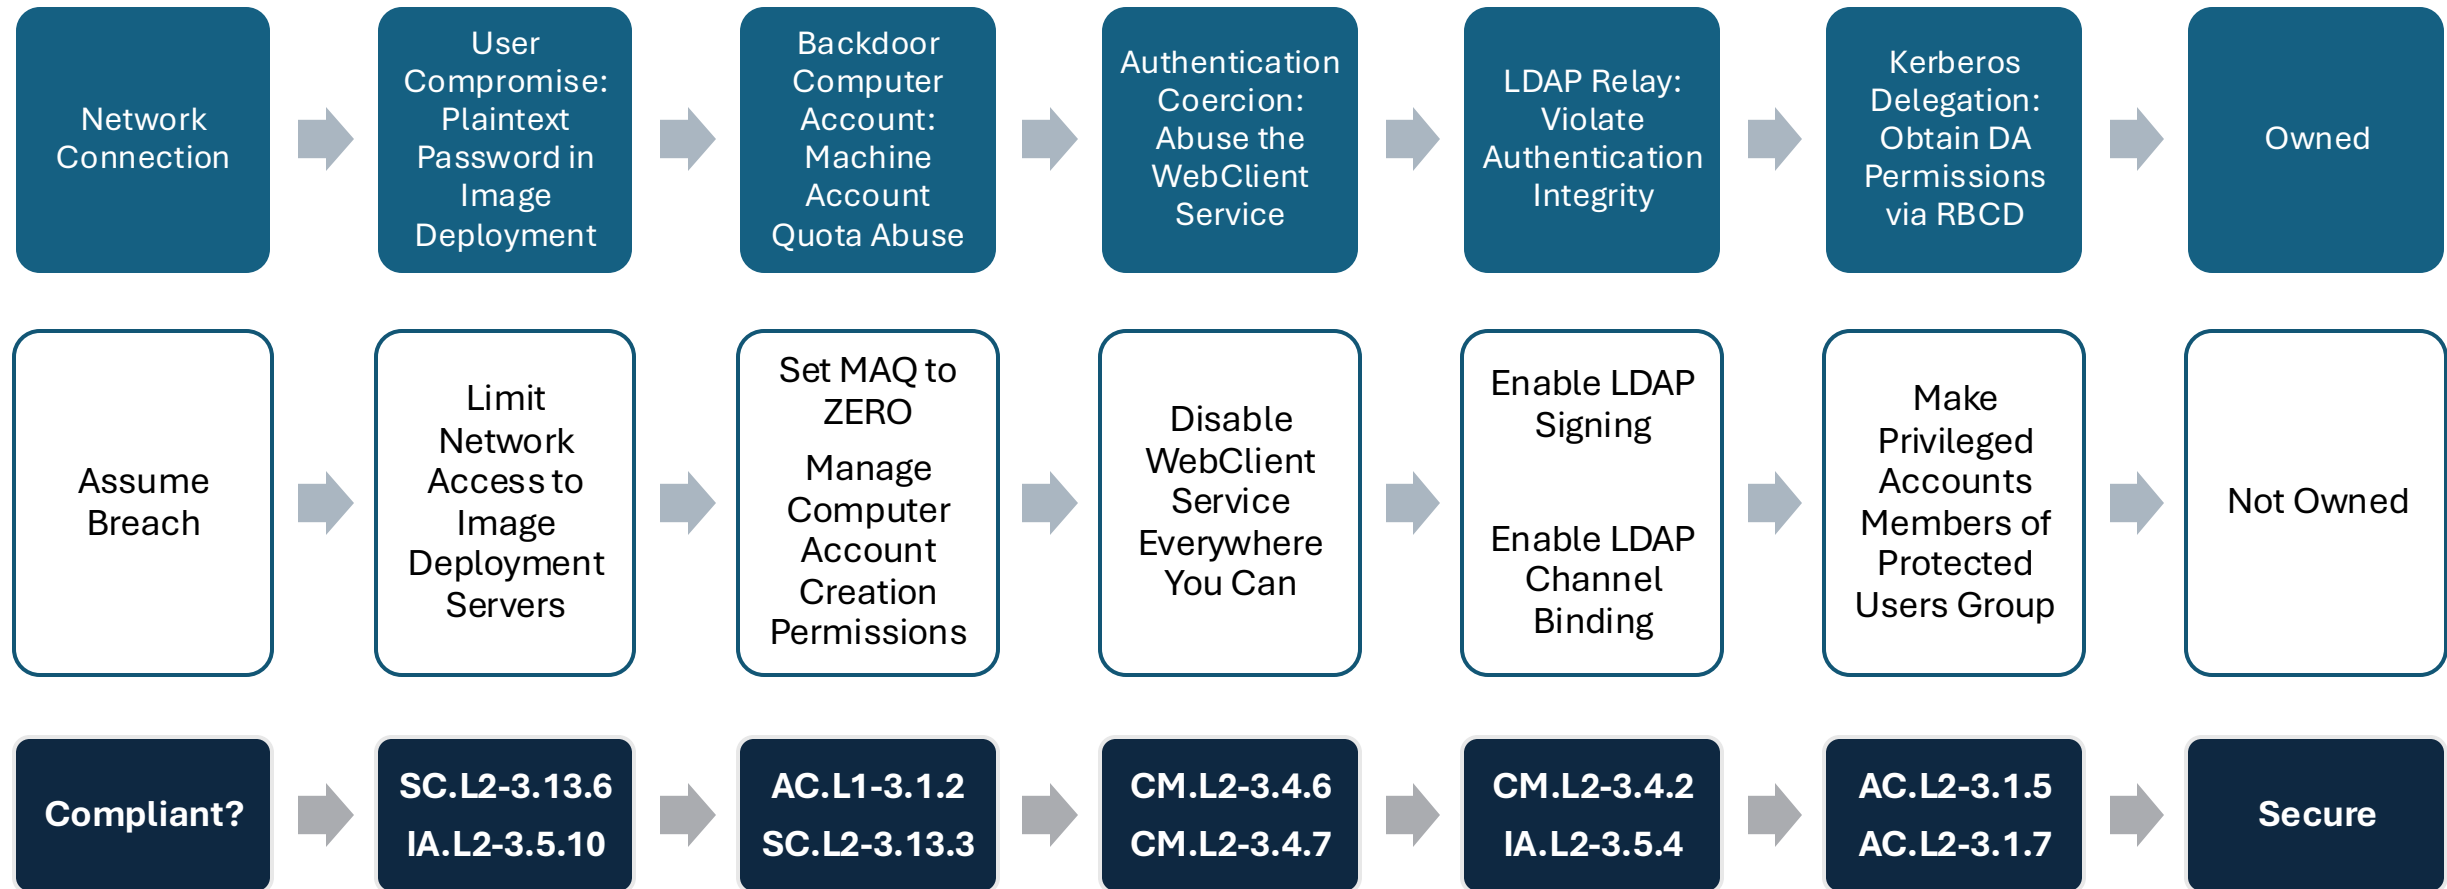 Network
Connection
User
Compromise:
Plaintext
Password in
Image
Deployment
Backdoor
Computer
Account:
Machine
Account
Quota Abuse
Authentication
Coercion:
Abuse the
WebClient
Service
LDAP Relay:
Violate
Authentication
Integrity
Kerberos
Delegation:
Obtain DA
Permissions
via RBCD
Owned
Assume
Breach
Limit
Network
Access to
Image
Deployment
Servers
Set MAQ to
ZERO
Manage
Computer
Account
Creation
Permissions
Disable
WebClient
Service
Everywhere
You Can
Enable LDAP
Signing
Enable LDAP
Channel
Binding
Make
Privileged
Accounts
Members of
Protected
Users Group
Not Owned
Compliant?
SC.L2-3.13.6
IA.L2-3.5.10
AC.L1-3.1.2
SC.L2-3.13.3
CM.L2-3.4.6
CM.L2-3.4.7
CM.L2-3.4.2
IA.L2-3.5.4
AC.L2-3.1.5
AC.L2-3.1.7
Secure